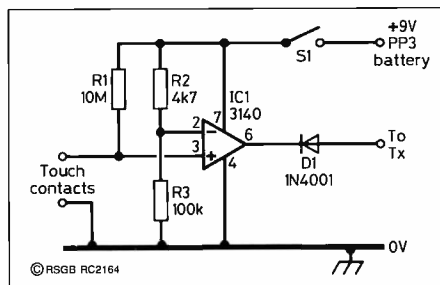 +9V
PP3
battery
S1
R1
10M
R2
4k7
IC1
3140
7
2
−
6
3
+
4
To
Tx
D1
1N4001
Touch
contacts
R3
100k
0V
© RSGB RC2164